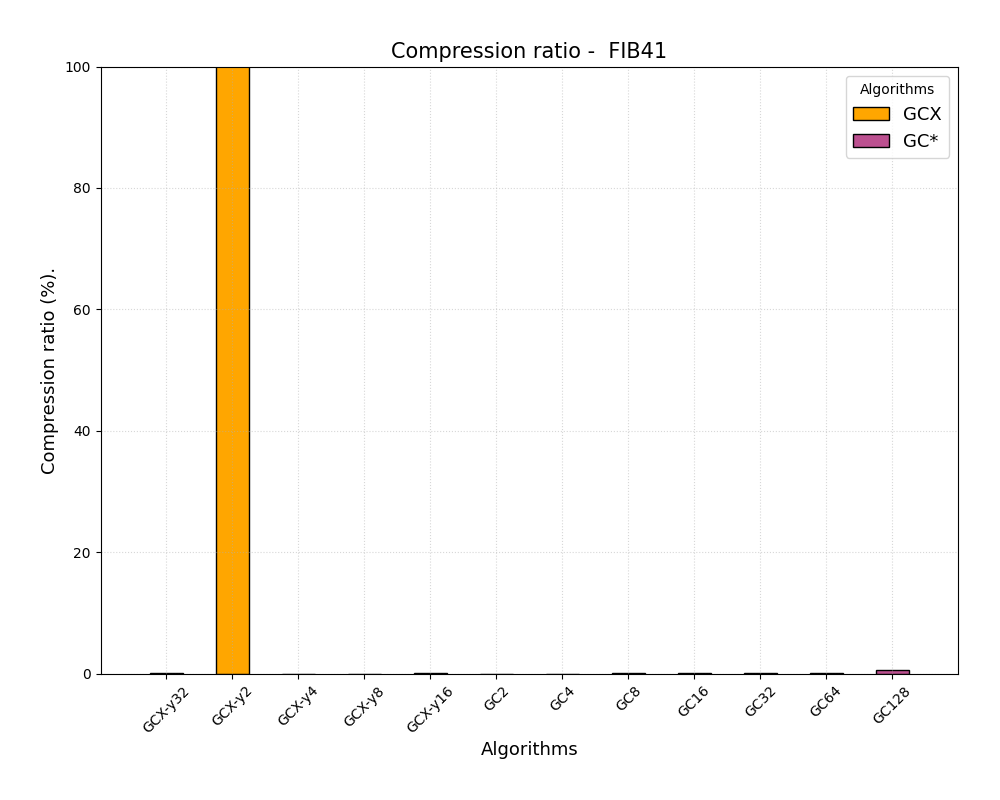 Compression ratio -  FIB41
Algorithms
GCX
GC*
Compression ratio (%).
100
80
60
40
20
0
GCX-y32
GCX-y2
GCX-y4
GCX-y8
GCX-y16
GC2
GC4
GC8
GC16
GC32
GC64
GC128
Algorithms